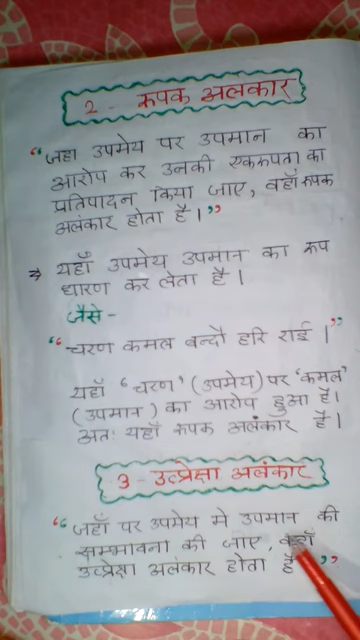 2 - रूपक अलंकार
“जहा उपमेय पर उपमान का
आरोप कर उनकी एकरूपता का
प्रतिपादन किया जाए, वहाँ रूपक
अलंकार होता है।”
⇒ यहाँ उपमेय उपमान का रूप
धारण कर लेता है।
जैसे -
“चरण कमल बन्दौ हरि राई।”
यहाँ 'चरण' (उपमेय) पर 'कमल'
(उपमान) का आरोप हुआ है।
अतः यहाँ रूपक अलंकार है।
3 - उत्प्रेक्षा अलंकार
“जहाँ पर उपमेय मे उपमान की
सम्भावना की जाए, वहाँ
उत्प्रेक्षा अलंकार होता है”